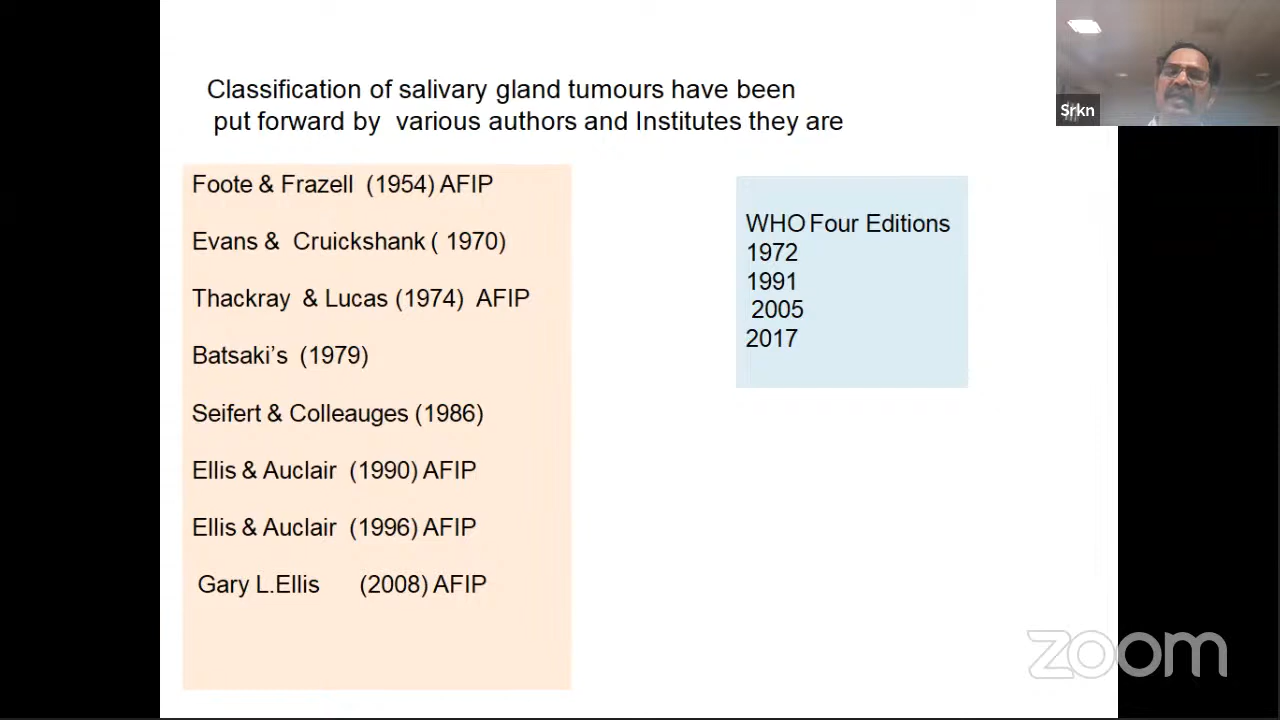 Classification of salivary gland tumours have been
put forward by various authors and Institutes they are
Srkn
Foote & Frazell (1954) AFIP
Evans & Cruickshank ( 1970)
Thackray & Lucas (1974) AFIP
Batsaki’s (1979)
Seifert & Colleauges (1986)
Ellis & Auclair (1990) AFIP
Ellis & Auclair (1996) AFIP
Gary L.Ellis (2008) AFIP
WHO Four Editions
1972
1991
2005
2017
zoom